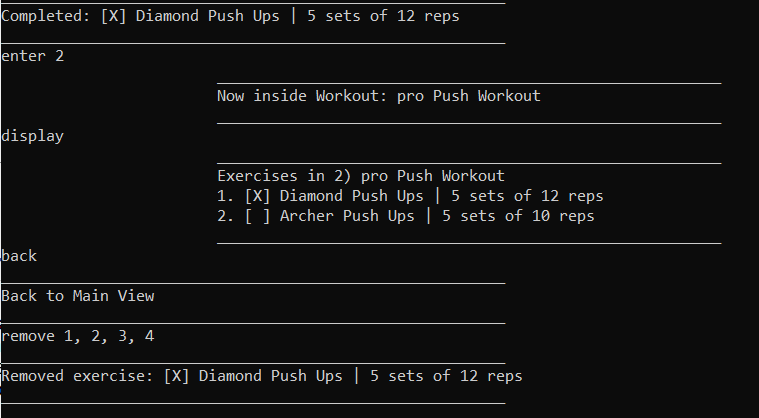 Completed: [X] Diamond Push Ups | 5 sets of 12 reps
enter 2
Now inside Workout: pro Push Workout
display
Exercises in 2) pro Push Workout
1. [X] Diamond Push Ups | 5 sets of 12 reps
2. [ ] Archer Push Ups | 5 sets of 10 reps
back
Back to Main View
remove 1, 2, 3, 4
Removed exercise: [X] Diamond Push Ups | 5 sets of 12 reps